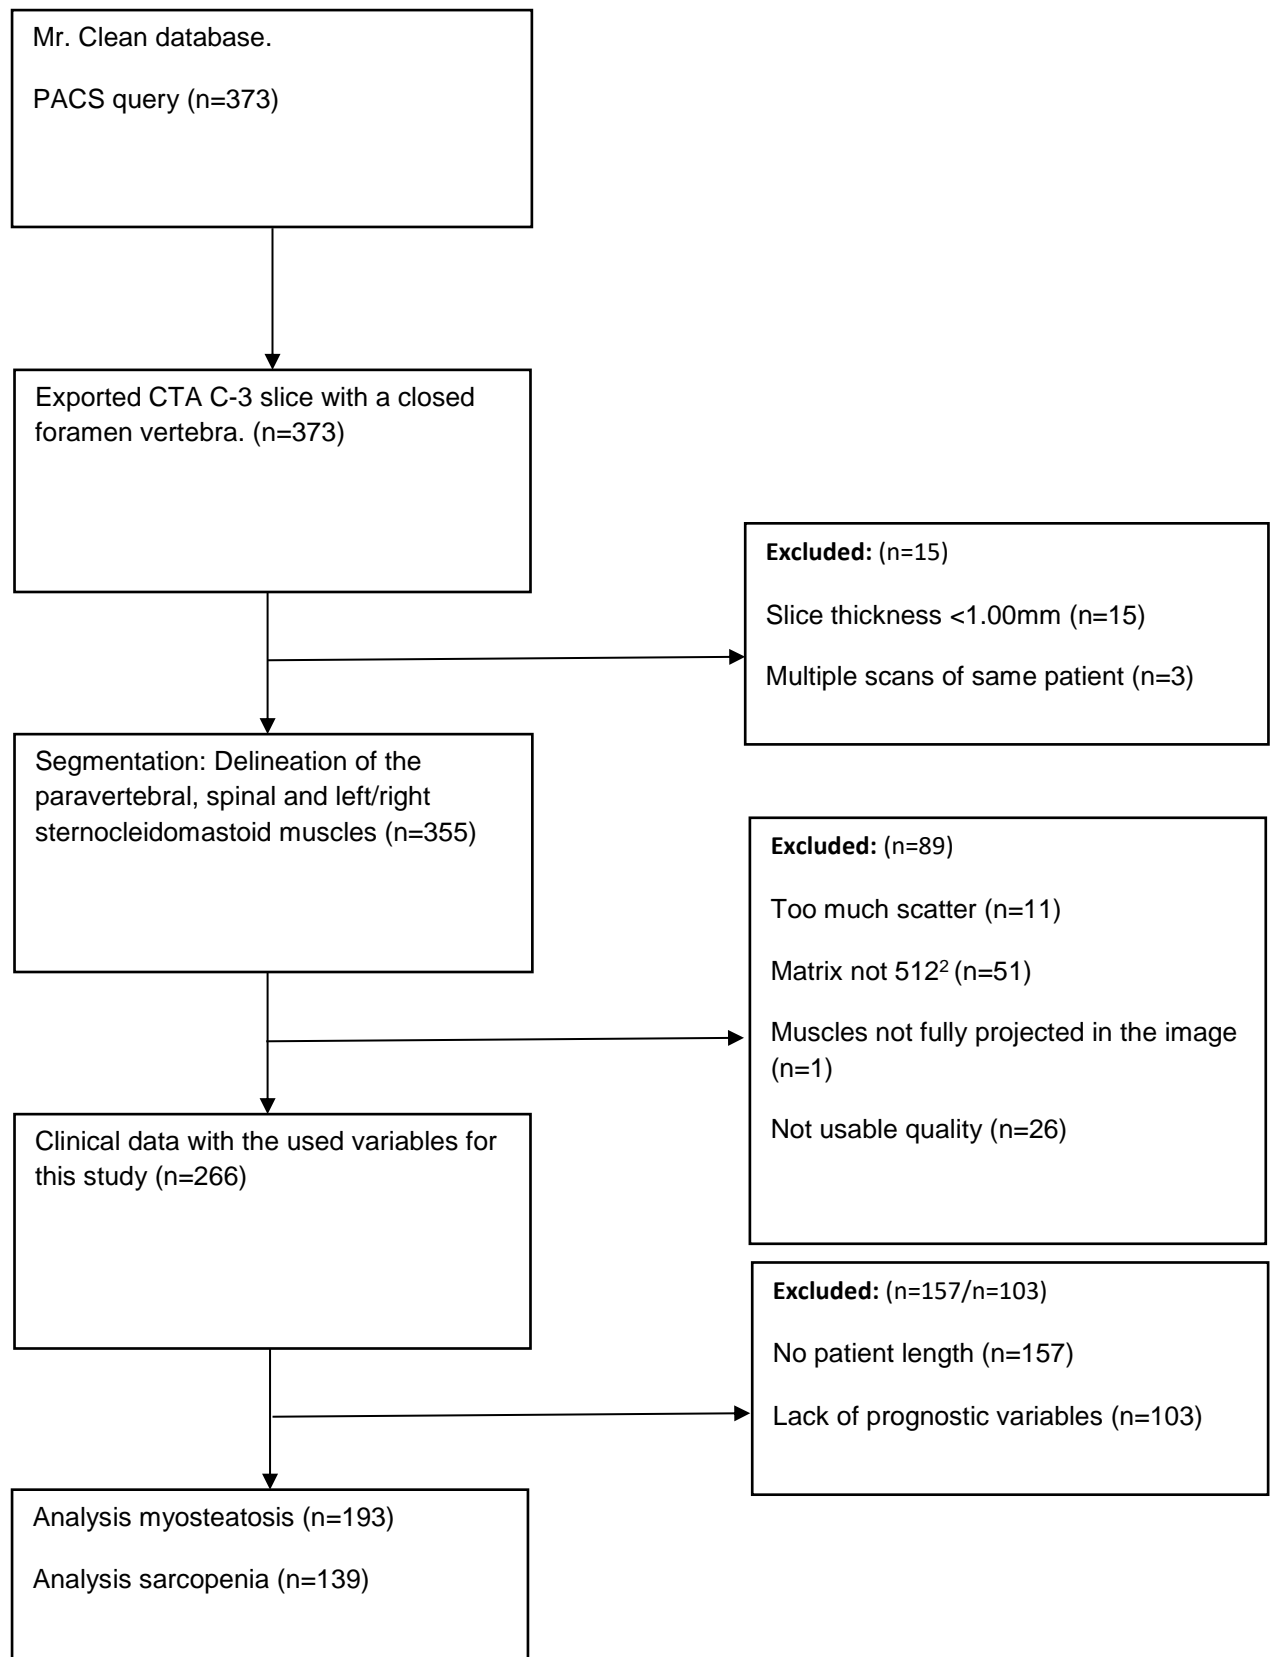 Mr. Clean database.
PACS query (n=373)
Exported CTA C-3 slice with a closed
foramen vertebra. (n=373)
Excluded: (n=15)
Slice thickness <1.00mm (n=15)
Multiple scans of same patient (n=3)
Segmentation: Delineation of the
paravertebral, spinal and left/right
sternocleidomastoid muscles (n=355)
Excluded: (n=89)
Too much scatter (n=11)
Matrix not 512² (n=51)
Muscles not fully projected in the image
(n=1)
Not usable quality (n=26)
Clinical data with the used variables for
this study (n=266)
Excluded: (n=157/n=103)
No patient length (n=157)
Lack of prognostic variables (n=103)
Analysis myosteatosis (n=193)
Analysis sarcopenia (n=139)